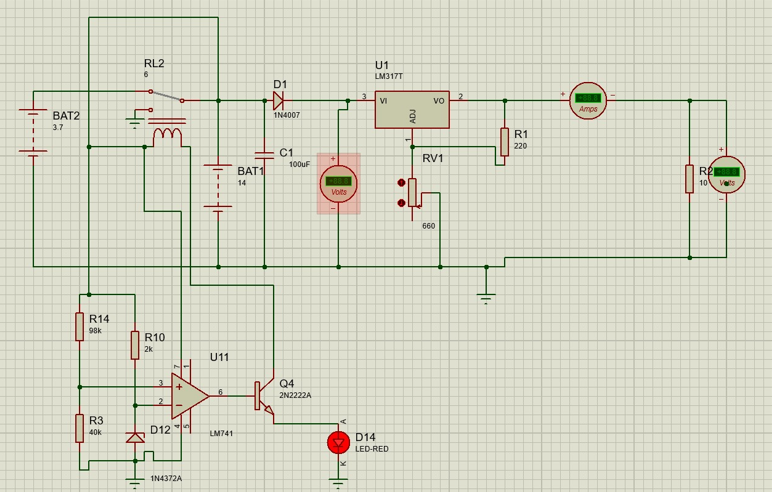 RL2
6
BAT2
3.7
D1
1N4007
U1
LM317T
3
VI
VO
2
ADJ
1
+
Amps
−
C1
100uF
BAT1
14
+
Volts
−
RV1
660
R1
220
R2
10
+
Volts
−
R14
98k
R10
2k
U11
7
1
3
2
6
4
5
LM741
R3
40k
D12
1N4372A
Q4
2N2222A
A
D14
LED-RED
K